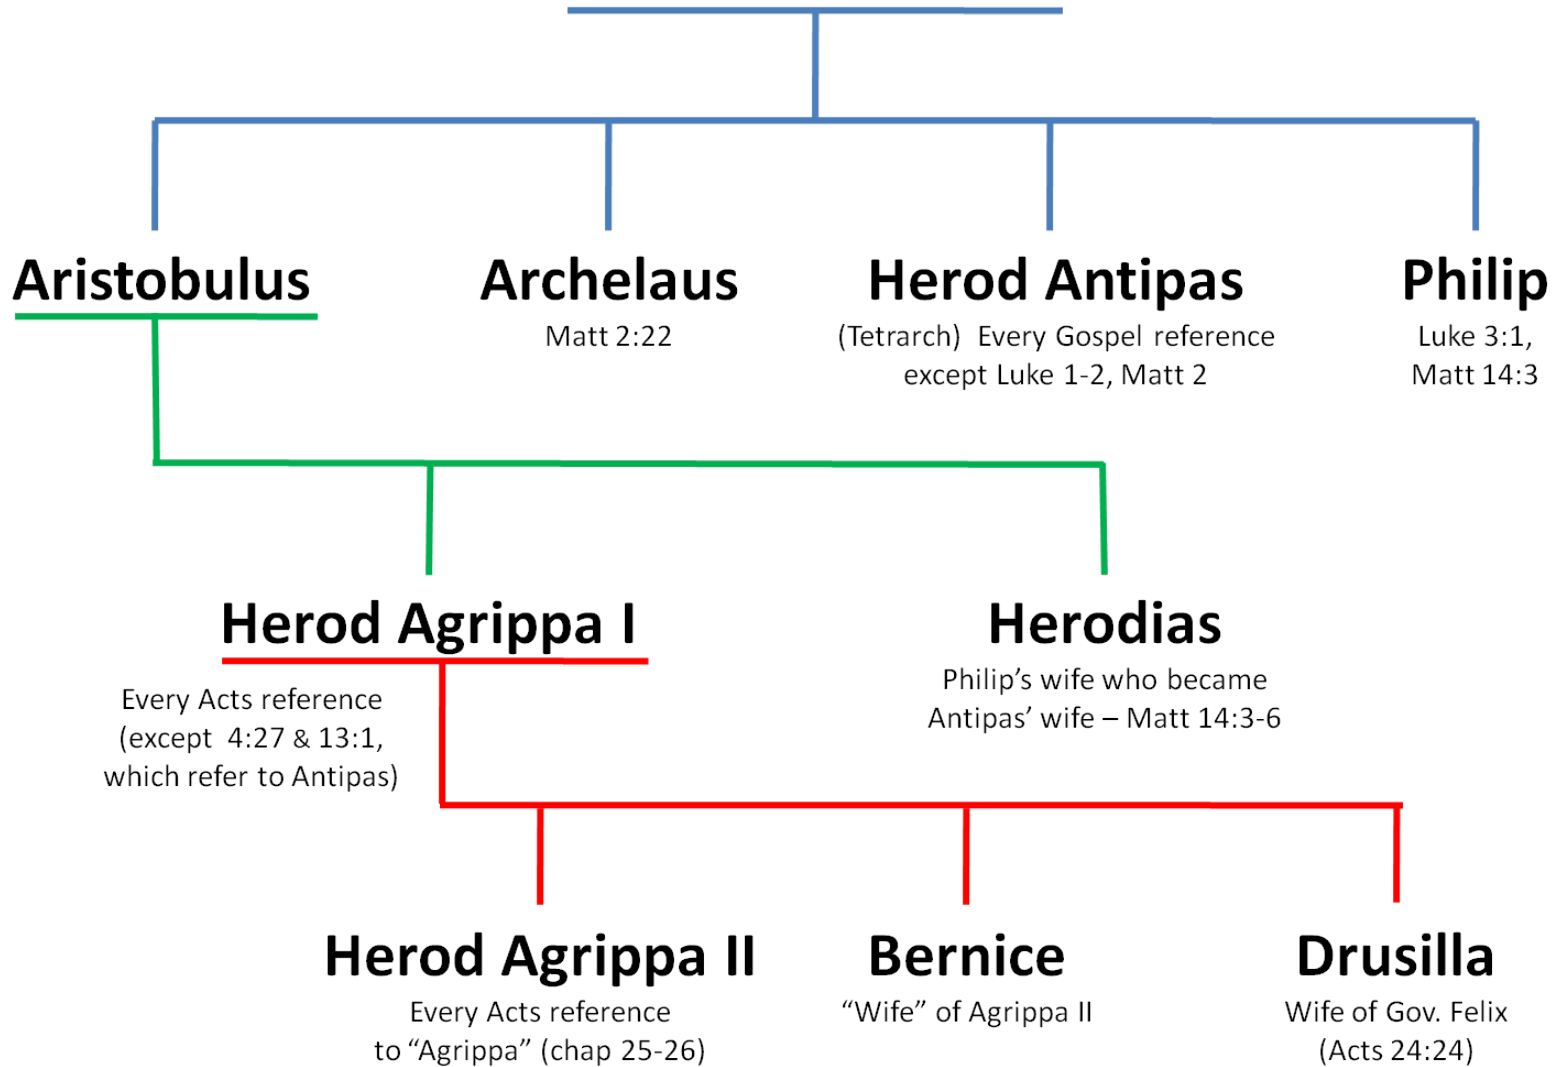 Aristobulus
Archelaus
Matt 2:22
Herod Antipas
(Tetrarch)  Every Gospel reference
except Luke 1-2, Matt 2
Philip
Luke 3:1,
Matt 14:3
Herod Agrippa I
Every Acts reference
(except  4:27 & 13:1,
which refer to Antipas)
Herodias
Philip’s wife who became
Antipas’ wife – Matt 14:3-6
Herod Agrippa II
Every Acts reference
to “Agrippa” (chap 25-26)
Bernice
“Wife” of Agrippa II
Drusilla
Wife of Gov. Felix
(Acts 24:24)